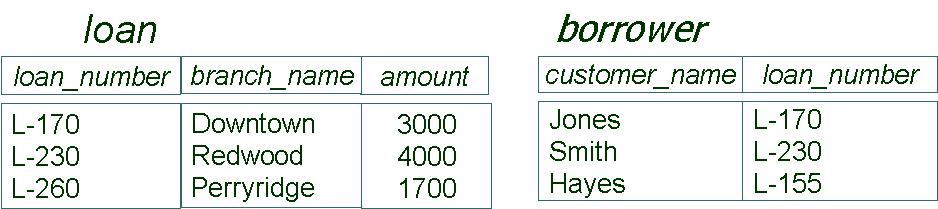 loan
loan_number branch_name amount
L-170 Downtown 3000
L-230 Redwood 4000
L-260 Perryridge 1700
borrower
customer_name loan_number
Jones L-170
Smith L-230
Hayes L-155